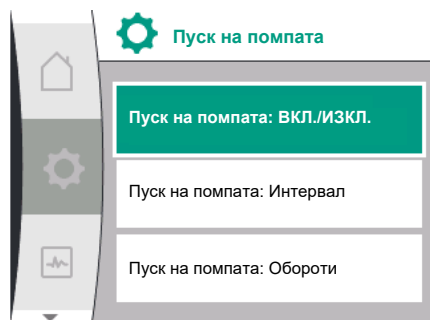 Пуск на помпата
Пуск на помпата: ВКЛ./ИЗКЛ.
Пуск на помпата: Интервал
Пуск на помпата: Обороти